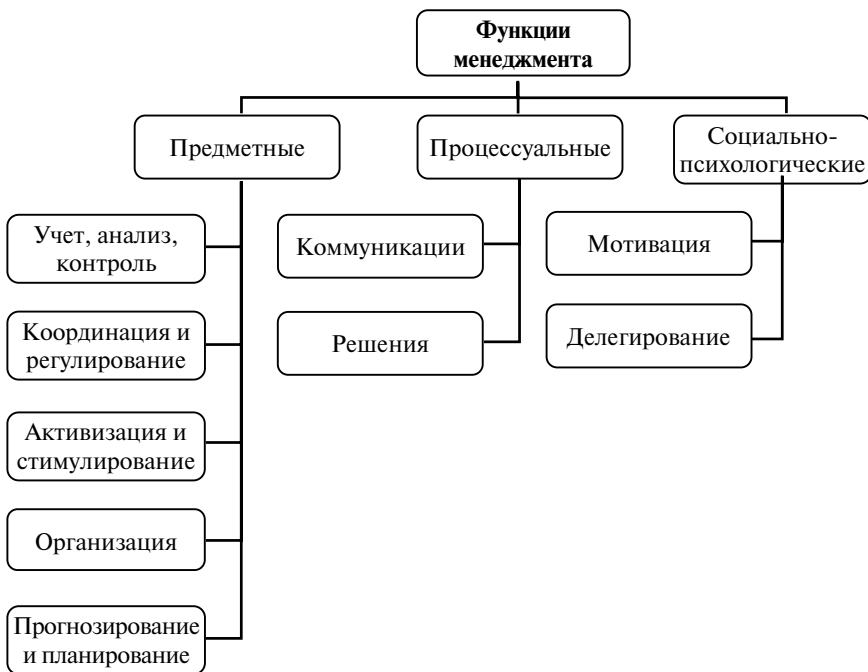 Функции
менеджмента
Предметные
Процессуальные
Социально-
психологические
Учет, анализ,
контроль
Координация и
регулирование
Активизация и
стимулирование
Организация
Прогнозирование
и планирование
Коммуникации
Решения
Мотивация
Делегирование